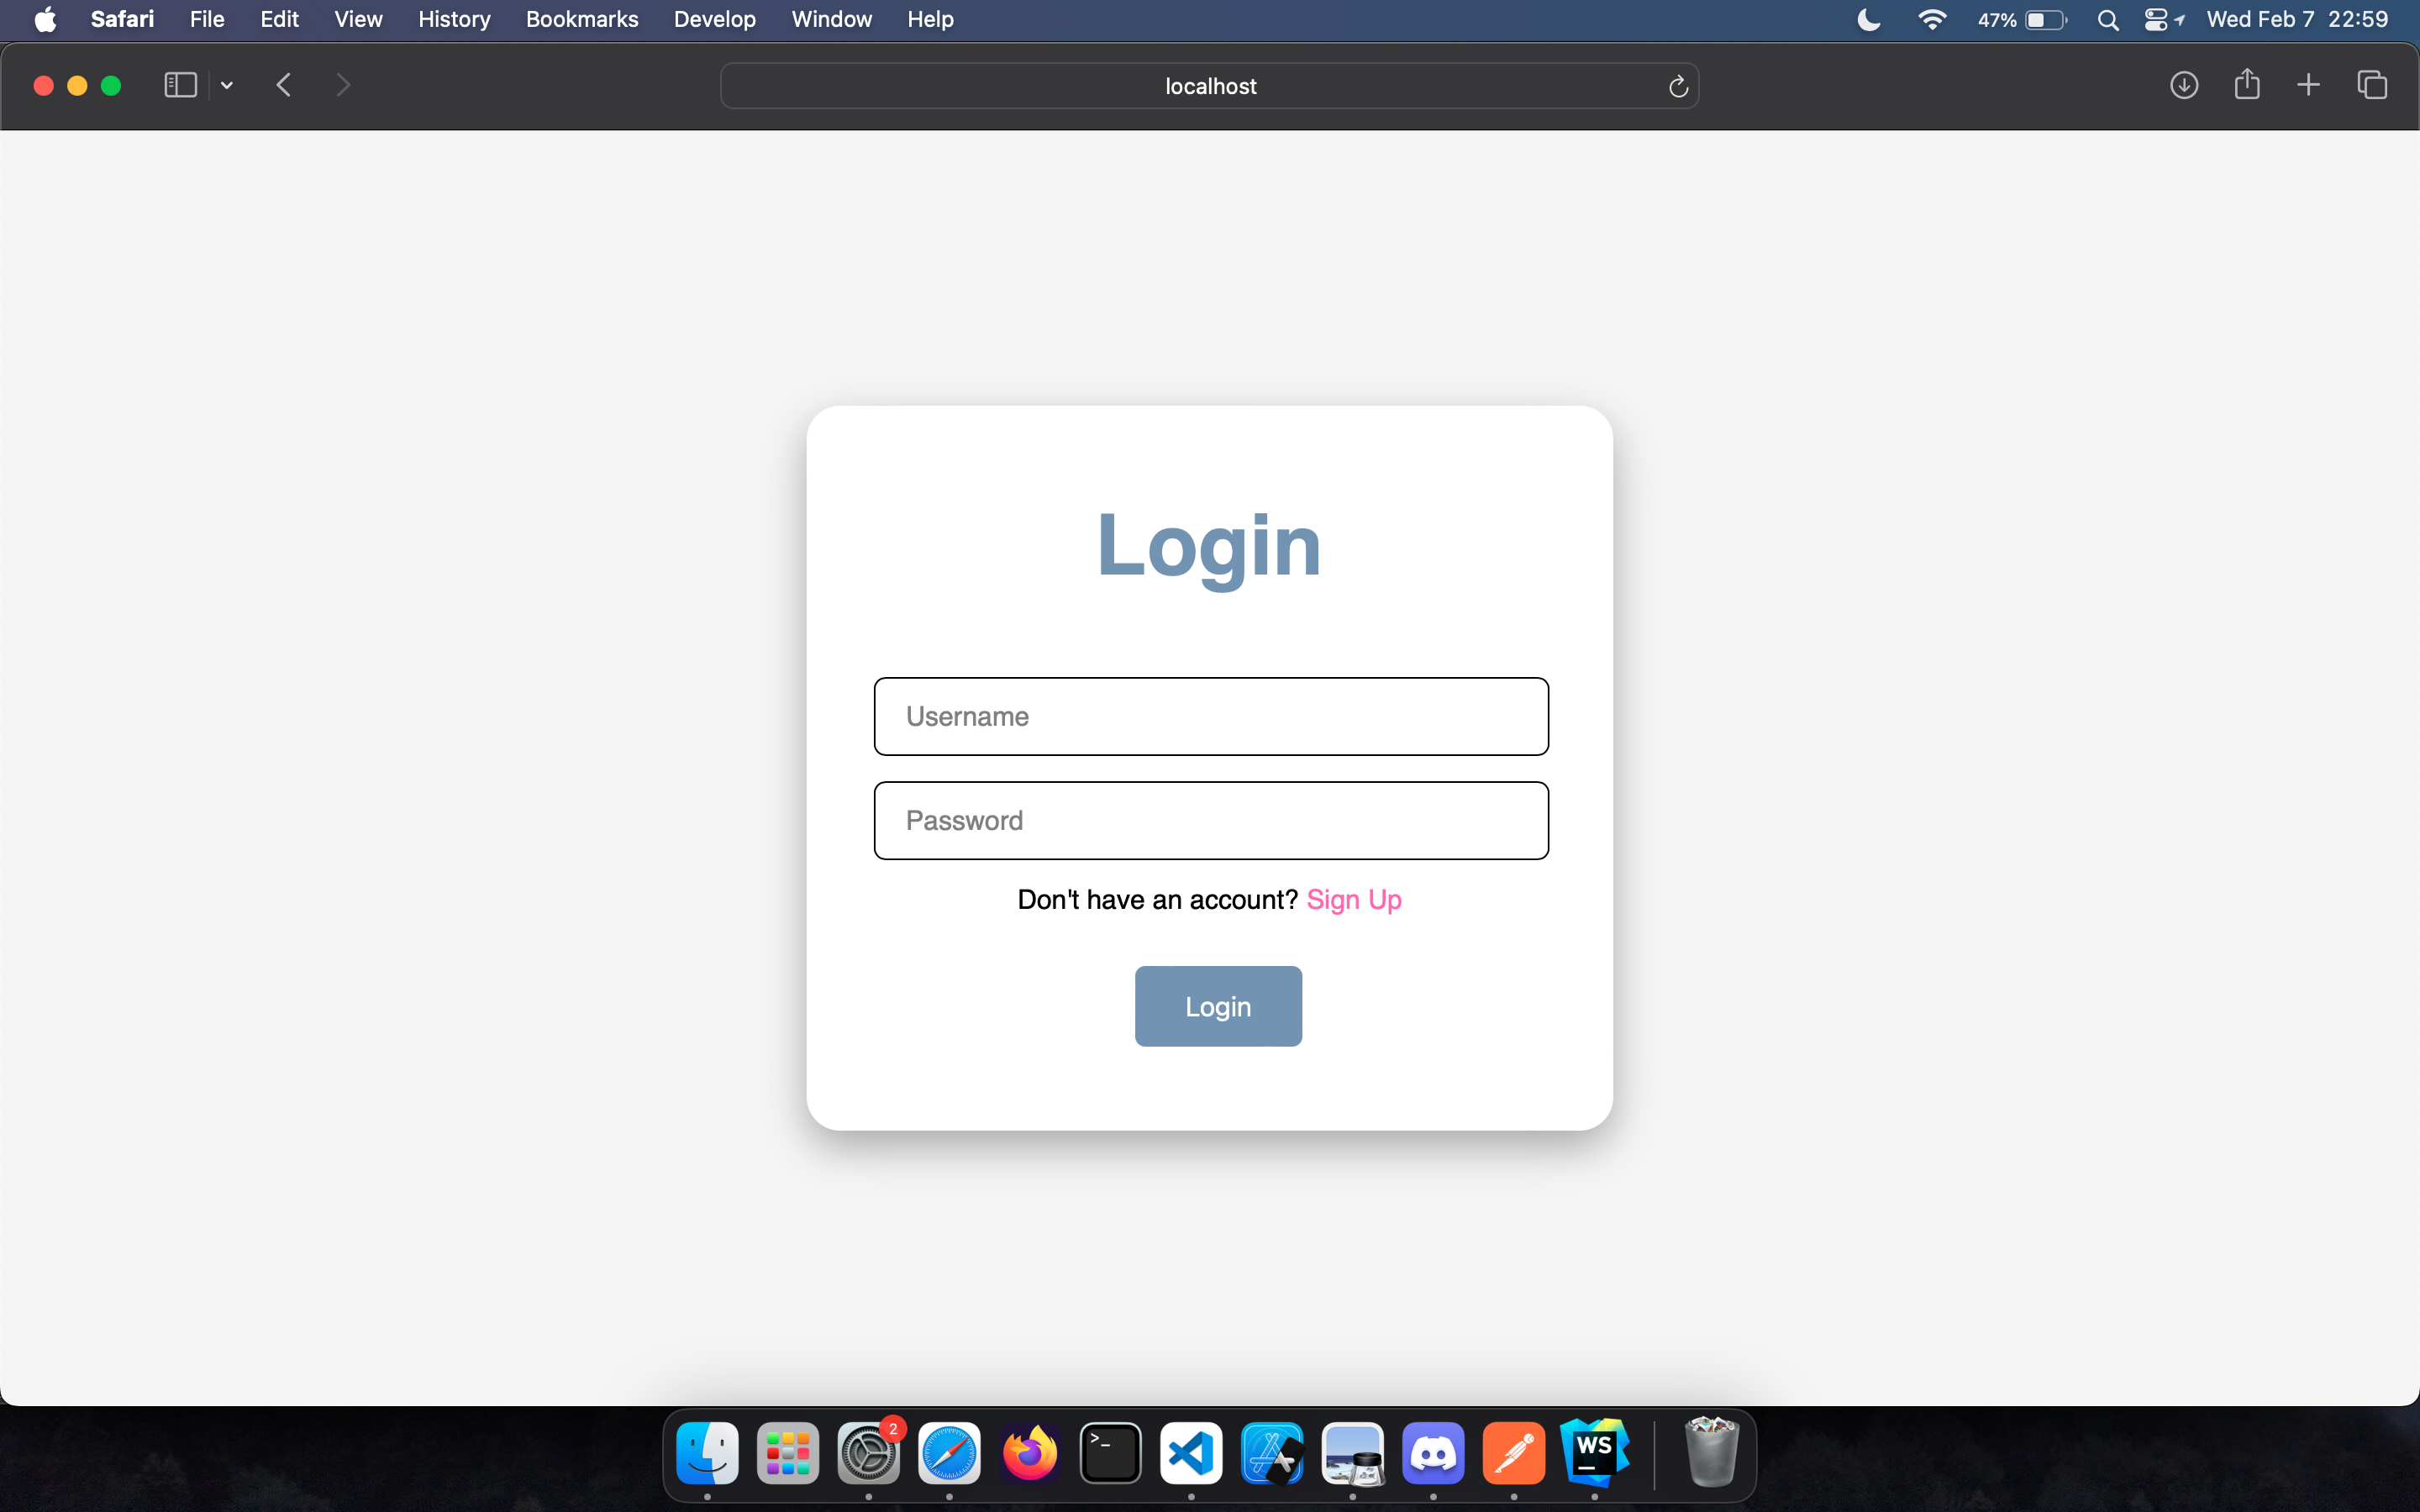 Safari File Edit View History Bookmarks Develop Window Help 47% Wed Feb 7 22:59
localhost
Login
Username
Password
Don't have an account? Sign Up
Login
2
>_
WS